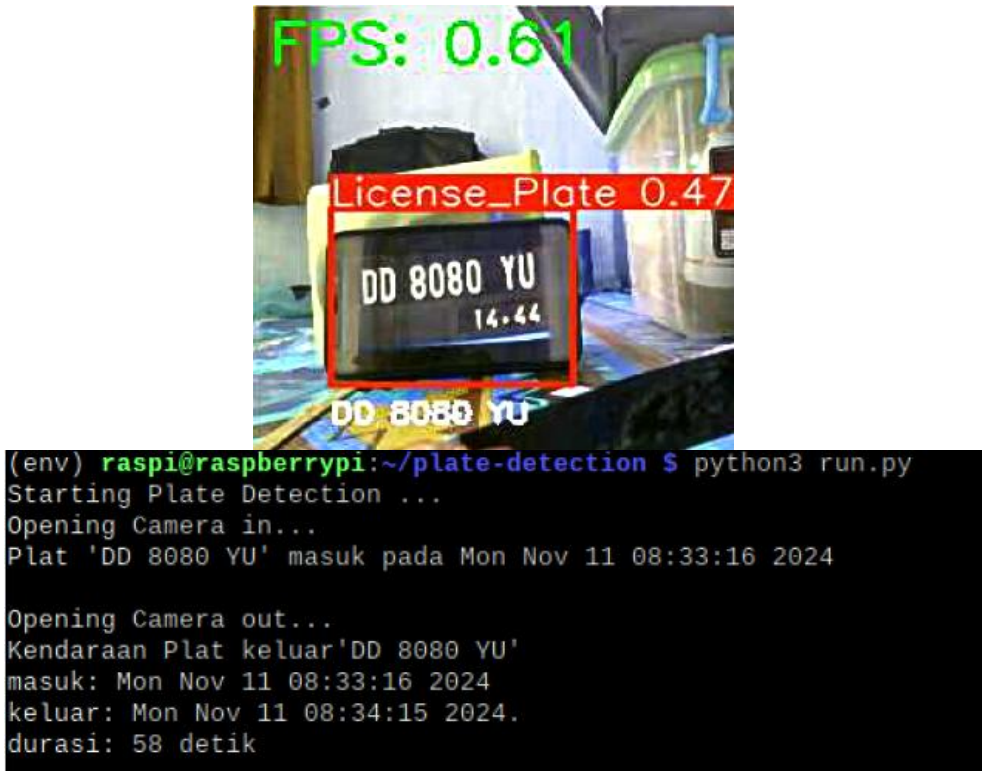 FPS: 0.61
License_Plate 0.47
DD 8080 YU
14·44
DD 8080 YU
(env) raspi@raspberrypi:~/plate-detection $ python3 run.py
Starting Plate Detection ...
Opening Camera in...
Plat 'DD 8080 YU' masuk pada Mon Nov 11 08:33:16 2024
Opening Camera out...
Kendaraan Plat keluar'DD 8080 YU'
masuk: Mon Nov 11 08:33:16 2024
keluar: Mon Nov 11 08:34:15 2024.
durasi: 58 detik